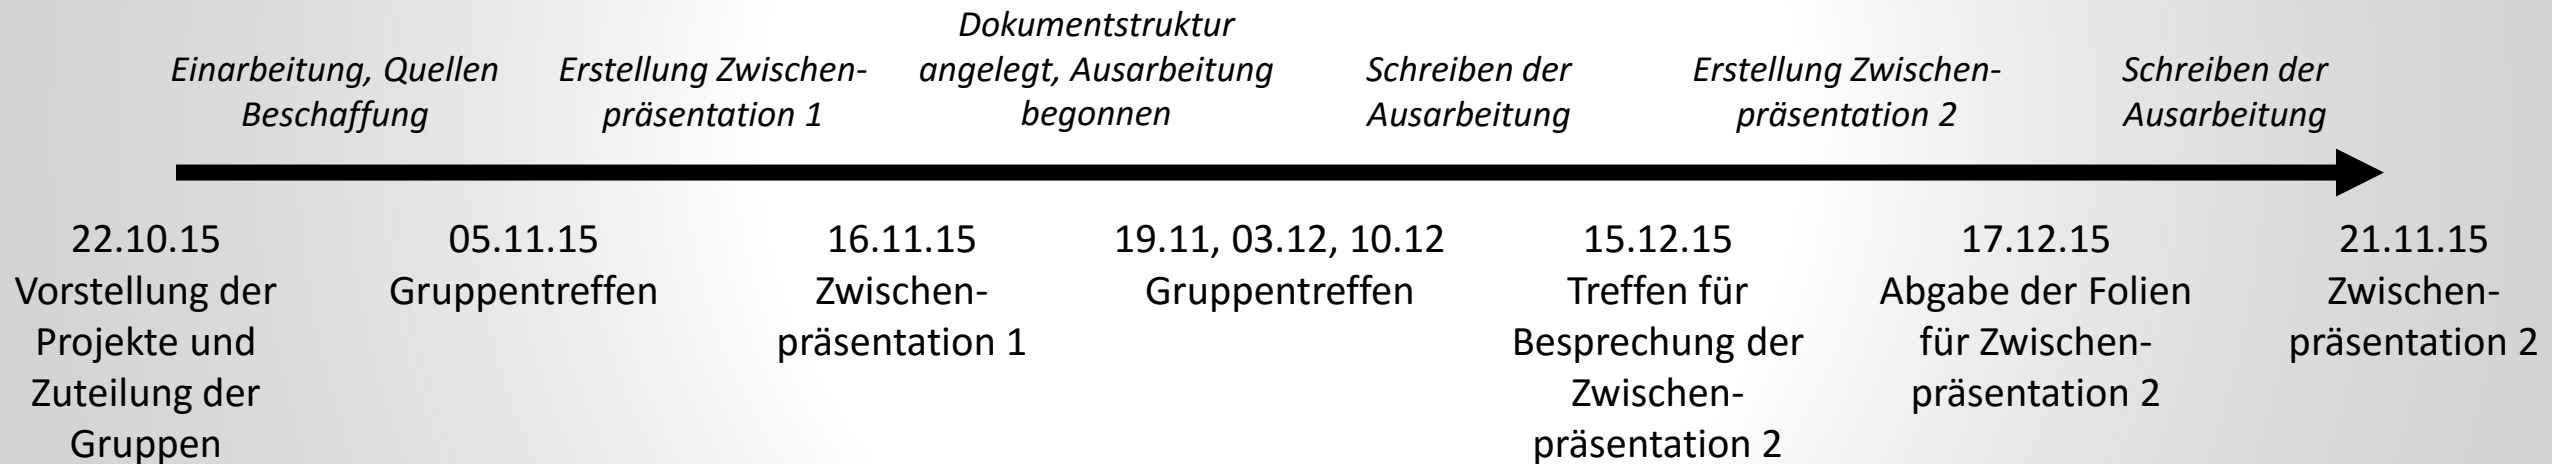 Einarbeitung, Quellen
Beschaffung
Erstellung Zwischen-
präsentation 1
Dokumentstruktur
angelegt, Ausarbeitung
begonnen
Schreiben der
Ausarbeitung
Erstellung Zwischen-
präsentation 2
Schreiben der
Ausarbeitung
22.10.15
Vorstellung der
Projekte und
Zuteilung der
Gruppen
05.11.15
Gruppentreffen
16.11.15
Zwischen-
präsentation 1
19.11, 03.12, 10.12
Gruppentreffen
15.12.15
Treffen für
Besprechung der
Zwischen-
präsentation 2
17.12.15
Abgabe der Folien
für Zwischen-
präsentation 2
21.11.15
Zwischen-
präsentation 2